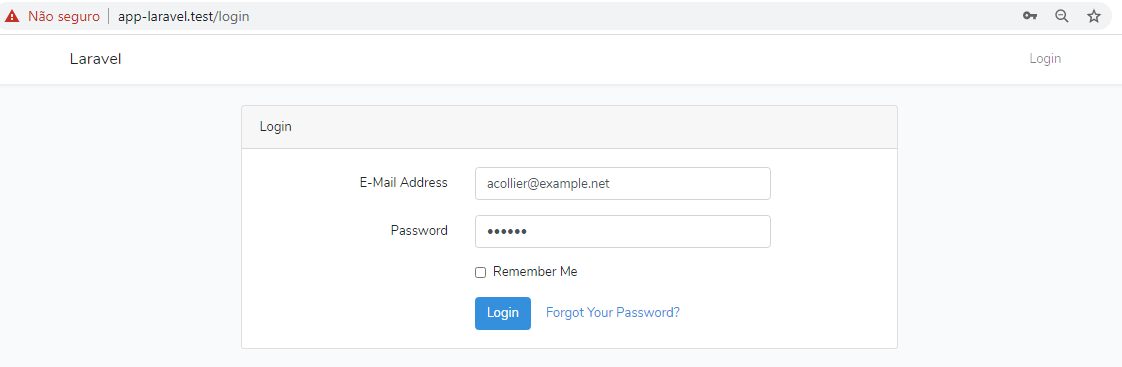 Não seguro app-laravel.test/login
Laravel Login
Login
E-Mail Address acollier@example.net
Password ••••••
Remember Me
Login Forgot Your Password?